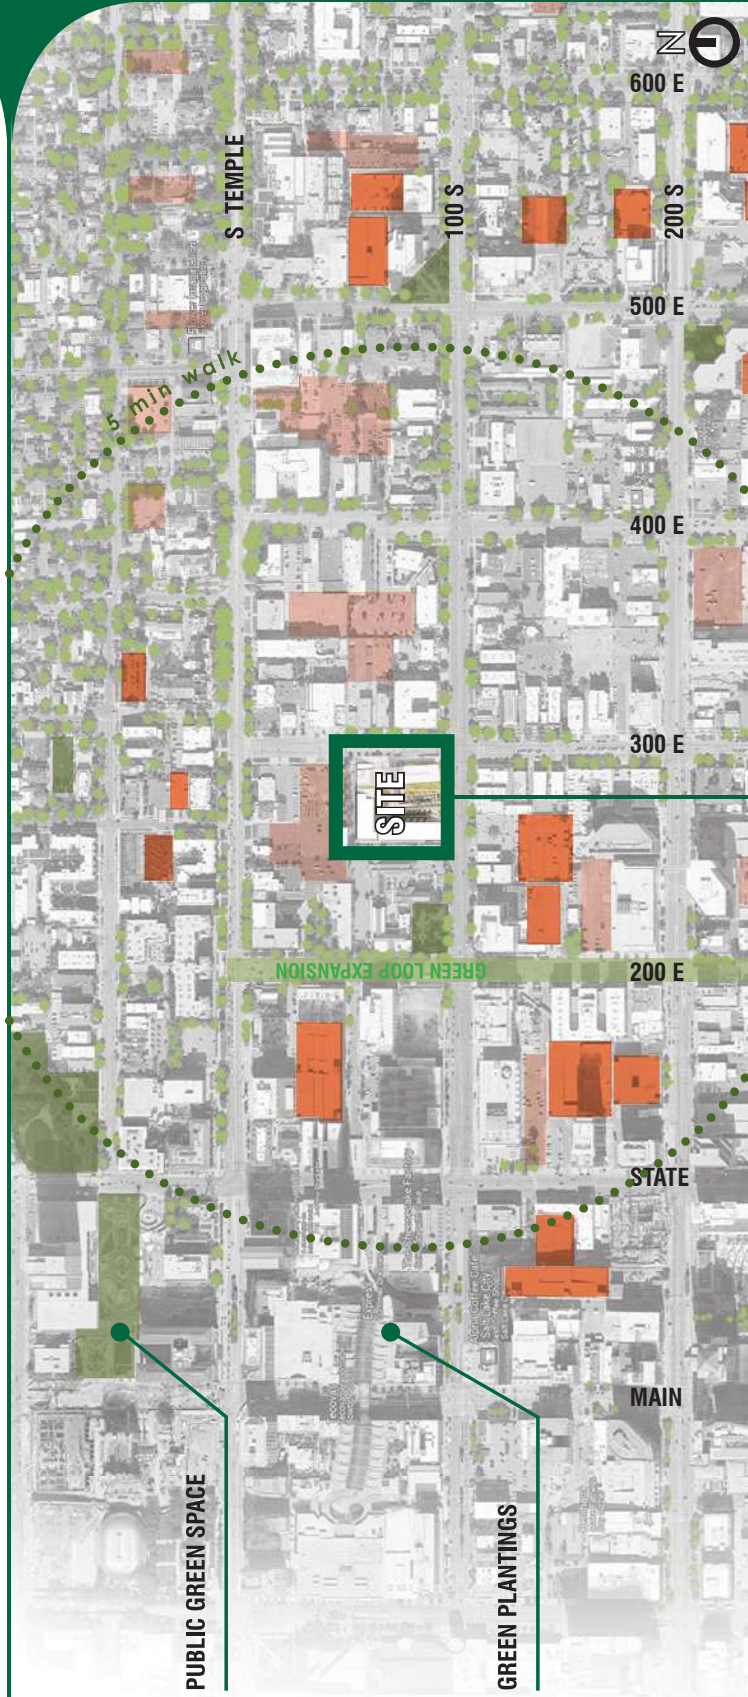 N
600 E
S TEMPLE
100 S
200 S
500 E
5 min walk
400 E
300 E
SITE
GREEN LOOP EXPANSION
200 E
STATE
MAIN
PUBLIC GREEN SPACE
GREEN PLANTINGS